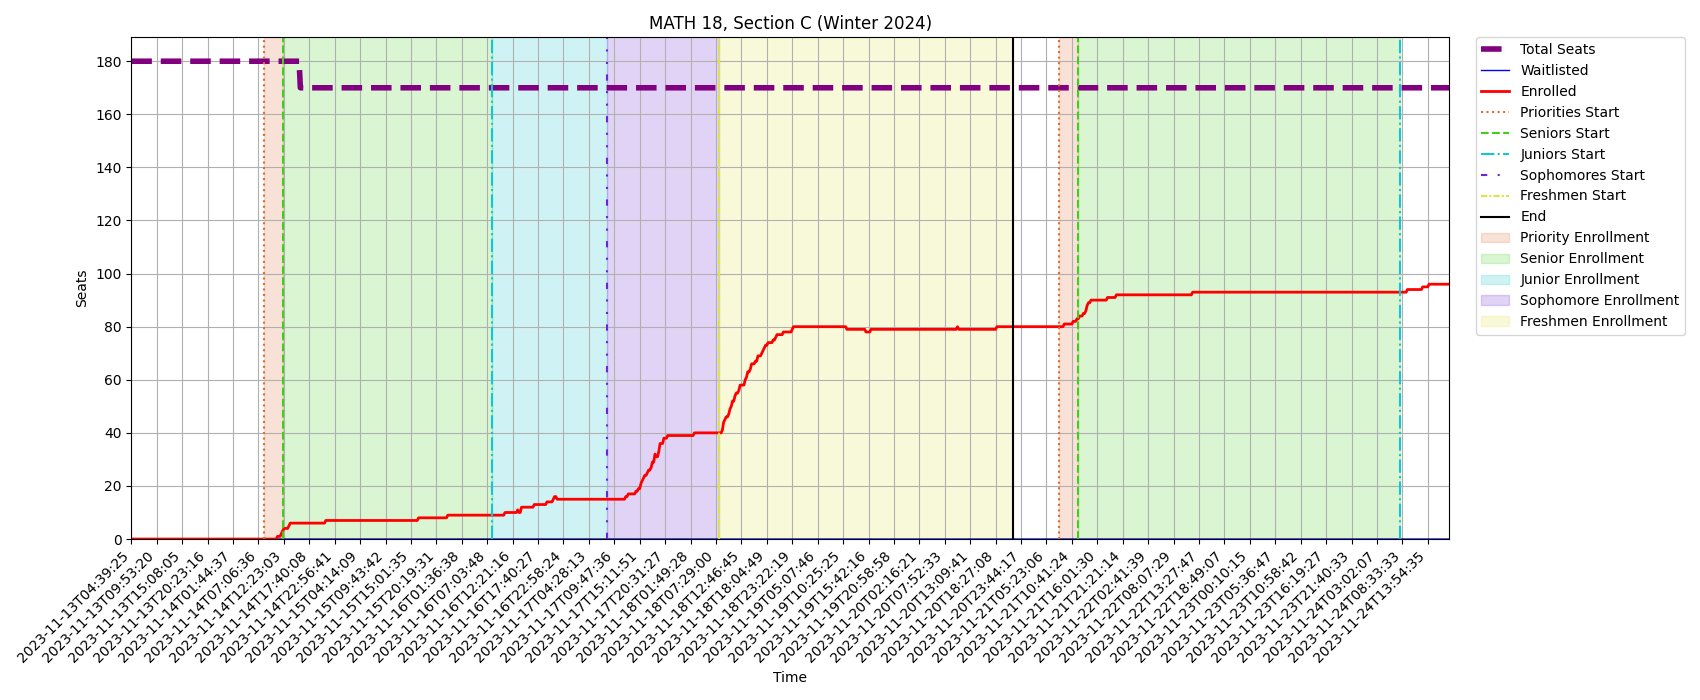 MATH 18, Section C (Winter 2024)
Seats
180
160
140
120
100
80
60
40
20
0
2023-11-13T04:39:25
2023-11-13T09:53:20
2023-11-13T15:08:05
2023-11-13T20:23:16
2023-11-14T01:44:37
2023-11-14T07:06:36
2023-11-14T12:23:03
2023-11-14T17:40:08
2023-11-14T22:56:41
2023-11-15T04:14:09
2023-11-15T09:43:42
2023-11-15T15:01:35
2023-11-15T20:19:31
2023-11-16T01:36:38
2023-11-16T07:03:48
2023-11-16T12:21:16
2023-11-16T17:40:27
2023-11-16T22:58:24
2023-11-17T04:28:13
2023-11-17T09:47:36
2023-11-17T15:11:51
2023-11-17T20:31:27
2023-11-18T01:49:28
2023-11-18T07:29:00
2023-11-18T12:46:45
2023-11-18T18:04:49
2023-11-18T23:22:19
2023-11-19T05:07:46
2023-11-19T10:25:25
2023-11-19T15:42:16
2023-11-19T20:58:58
2023-11-20T02:16:21
2023-11-20T07:52:33
2023-11-20T13:09:41
2023-11-20T18:27:08
2023-11-20T23:44:17
2023-11-21T05:23:06
2023-11-21T10:41:24
2023-11-21T16:01:30
2023-11-21T21:21:14
2023-11-22T02:41:39
2023-11-22T08:07:29
2023-11-22T13:27:47
2023-11-22T18:49:07
2023-11-23T00:10:15
2023-11-23T05:36:47
2023-11-23T10:58:42
2023-11-23T16:19:27
2023-11-23T21:40:33
2023-11-24T03:02:07
2023-11-24T08:33:33
2023-11-24T13:54:35
Time
Total Seats
Waitlisted
Enrolled
Priorities Start
Seniors Start
Juniors Start
Sophomores Start
Freshmen Start
End
Priority Enrollment
Senior Enrollment
Junior Enrollment
Sophomore Enrollment
Freshmen Enrollment